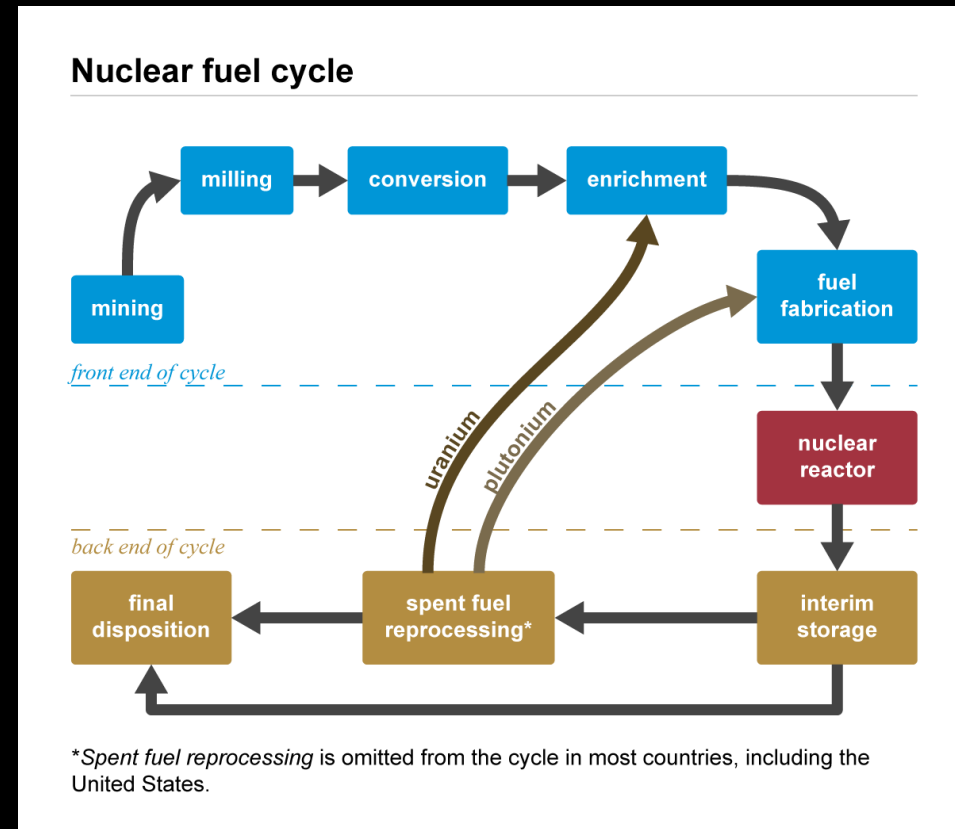 Nuclear fuel cycle
milling
conversion
enrichment
mining
fuel
fabrication
front end of cycle
uranium
plutonium
nuclear
reactor
back end of cycle
final
disposition
spent fuel
reprocessing*
interim
storage
*Spent fuel reprocessing is omitted from the cycle in most countries, including the
United States.